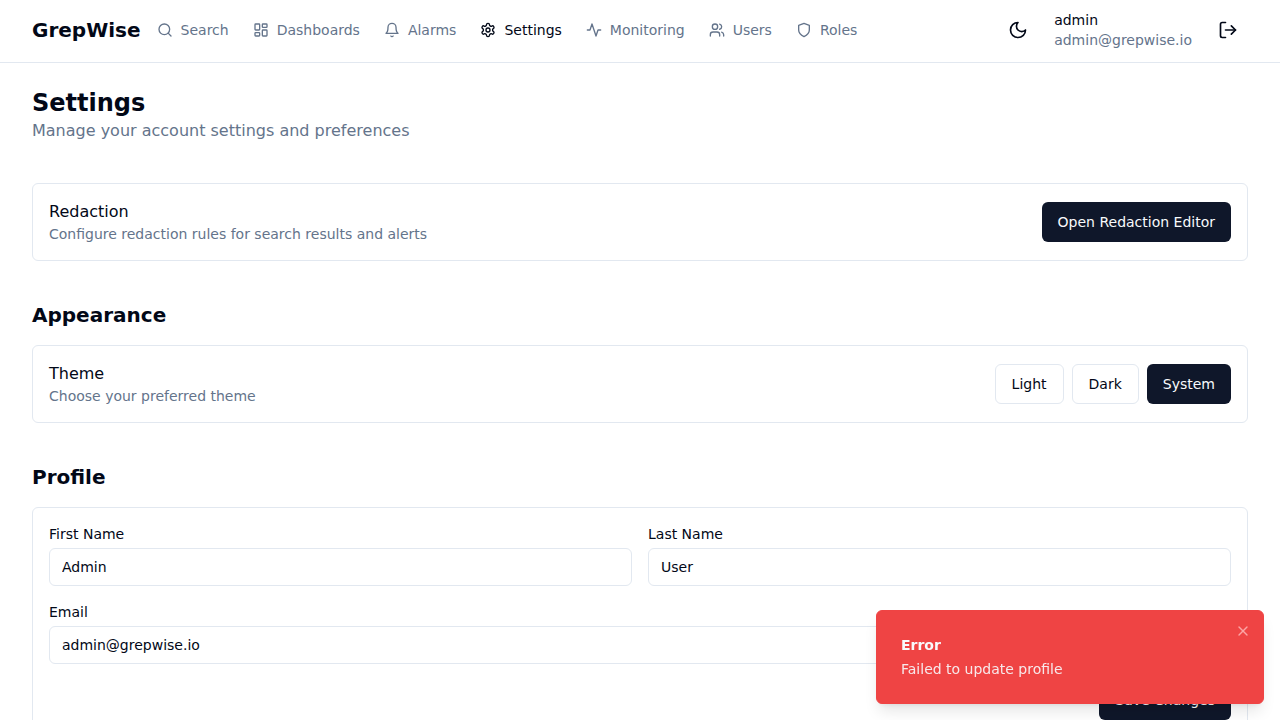 GrepWise
Search
Dashboards
Alarms
Settings
Monitoring
Users
Roles
admin
admin@grepwise.io
Settings
Manage your account settings and preferences
Redaction
Configure redaction rules for search results and alerts
Open Redaction Editor
Appearance
Theme
Choose your preferred theme
Light
Dark
System
Profile
First Name
Last Name
Admin
User
Email
admin@grepwise.io
Error
Failed to update profile
Save Changes